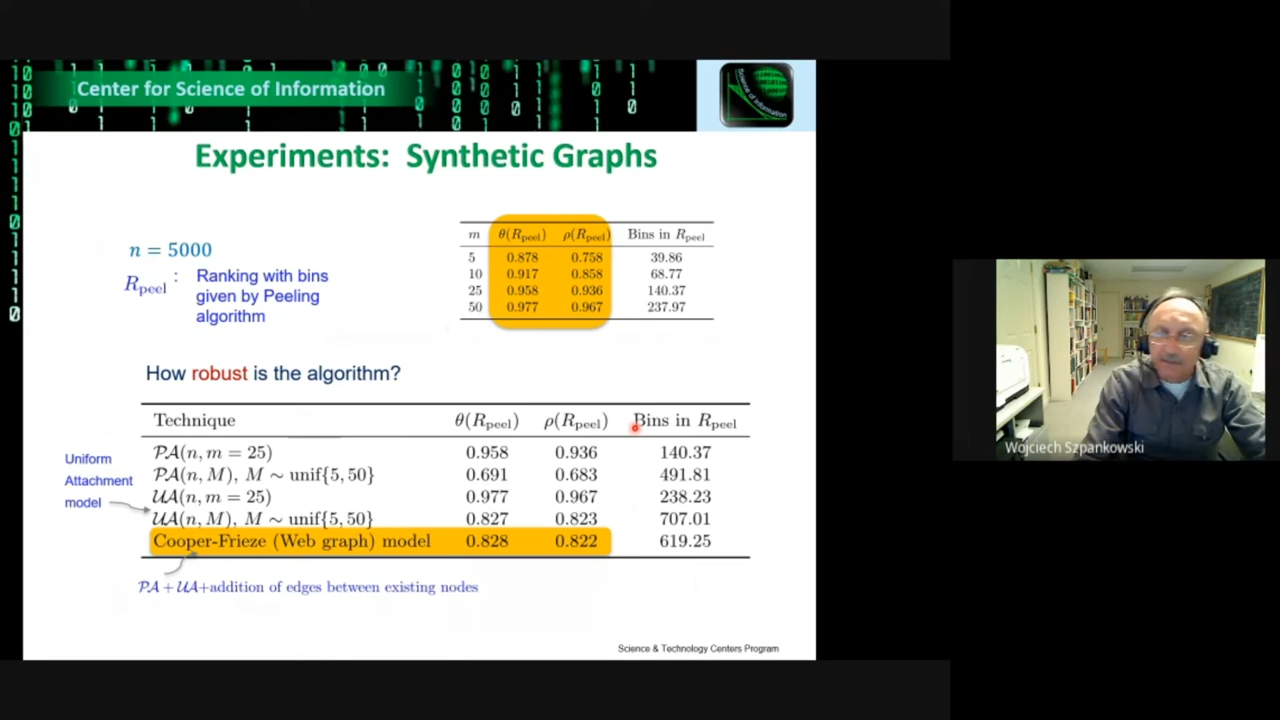 Center for Science of Information
Science of Information
Experiments: Synthetic Graphs
n = 5000
R_peel : Ranking with bins
given by Peeling
algorithm
m θ(R_peel) ρ(R_peel) Bins in R_peel
5 0.878 0.758 39.86
10 0.917 0.858 68.77
25 0.958 0.936 140.37
50 0.977 0.967 237.97
How robust is the algorithm?
Technique θ(R_peel) ρ(R_peel) Bins in R_peel
PA(n, m = 25) 0.958 0.936 140.37
PA(n, M), M ∼ unif{5, 50} 0.691 0.683 491.81
UA(n, m = 25) 0.977 0.967 238.23
UA(n, M), M ∼ unif{5, 50} 0.827 0.823 707.01
Cooper-Frieze (Web graph) model 0.828 0.822 619.25
Uniform
Attachment
model
PA + UA+addition of edges between existing nodes
Science & Technology Centers Program
Wojciech Szpankowski